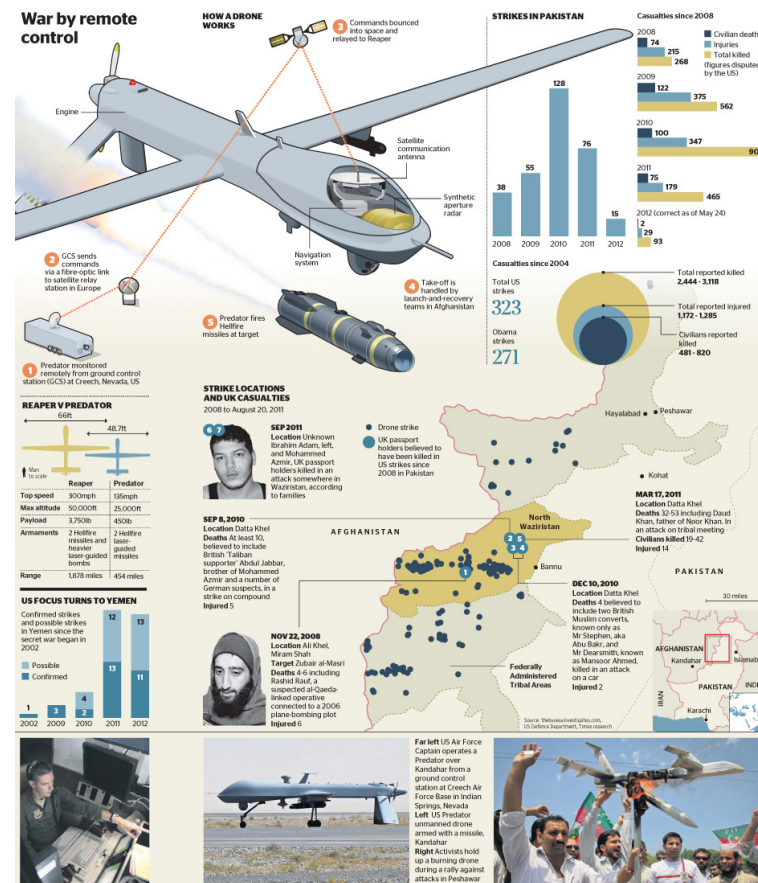 War by remote
control
HOW A DRONE
WORKS
3 Commands bounced
into space and
relayed to Reaper
Engine
Satellite
communication
antenna
Synthetic
aperture
radar
Navigation
system
2 GCS sends
commands
via a fibre-optic link
to satellite relay
station in Europe
4 Take-off is
handled by
launch-and-recovery
teams in Afghanistan
5 Predator fires
Hellfire
missiles at target
1 Predator monitored
remotely from ground control
station (GCS) at Creech, Nevada, US
STRIKES IN PAKISTAN
38
55
128
76
15
2008 2009 2010 2011 2012
Casualties since 2008
Civilian death
Injuries
Total killed
(figures disputed
by the US)
2008
74
215
268
2009
122
375
562
2010
100
347
90
2011
75
179
465
2012 (correct as of May 24)
2
29
93
Casualties since 2004
Total US
strikes
323
Obama
strikes
271
Total reported killed
2,444 - 3,118
Total reported injured
1,172 - 1,285
Civilians reported
killed
481 - 820
REAPER V PREDATOR
66ft
48.7ft
Man
to scale
Reaper Predator
Top speed 300mph 135mph
Max altitude 50,000ft 25,000ft
Payload 3,750lb 450lb
Armaments 2 Hellfire 2 Hellfire
missiles and laser-
heavier guided
laser-guided missiles
bombs
Range 1,878 miles 454 miles
US FOCUS TURNS TO YEMEN
Confirmed strikes
and possible strikes
in Yemen since the
secret war began in
2002
Possible
Confirmed
1
3
4
2
12
13
13
11
2002 2009 2010 2011 2012
STRIKE LOCATIONS
AND UK CASUALTIES
2008 to August 20, 2011
6 7
SEP 2011
Location Unknown
Ibrahim Adam, left,
and Mohammed
Azmir, UK passport
holders killed in an
attack somewhere in
Waziristan, according
to families
Drone strike
UK passport
holders believed to
have been killed in
US strikes since
2008 in Pakistan
SEP 8, 2010
Location Datta Khel
Deaths At least 10,
believed to include
British 'Taliban
supporter' Abdul Jabbar,
brother of Mohammed
Azmir and a number of
German suspects, in a
strike on compound
Injured 5
NOV 22, 2008
Location Ali Khel,
Miram Shah
Target Zubair al-Masri
Deaths 4-6 including
Rashid Rauf, a
suspected al-Qaeda-
linked operative
connected to a 2006
plane-bombing plot
Injured 6
AFGHANISTAN
North
Waziristan
2 5
3 4
1
Bannu
Hayalabad
Peshawar
Kohat
MAR 17, 2011
Location Datta Khel
Deaths 32-53 including Daud
Khan, father of Noor Khan. In
an attack on tribal meeting
Civilians killed 19-42
Injured 14
PAKISTAN
DEC 10, 2010
Location Datta Khel
Deaths 4 believed to
include two British
Muslim converts,
known only as
Mr Stephen, aka
Abu Bakr, and
Mr Dearsmith, known
as Mansoor Ahmed,
killed in an attack
on a car
Injured 2
Federally
Administered
Tribal Areas
30 miles
AFGHANISTAN
Kandahar
Islamab
PAKISTAN
INDI
IRAN
Karachi
Source: thebureauinvestigates.com,
US Defence Department, Times research
Far left US Air Force
Captain operates a
Predator over
Kandahar from a
ground control
station at Creech Air
Force Base in Indian
Springs, Nevada
Left US Predator
unmanned drone
armed with a missile,
Kandahar
Right Activists hold
up a burning drone
during a rally against
attacks in Peshawar